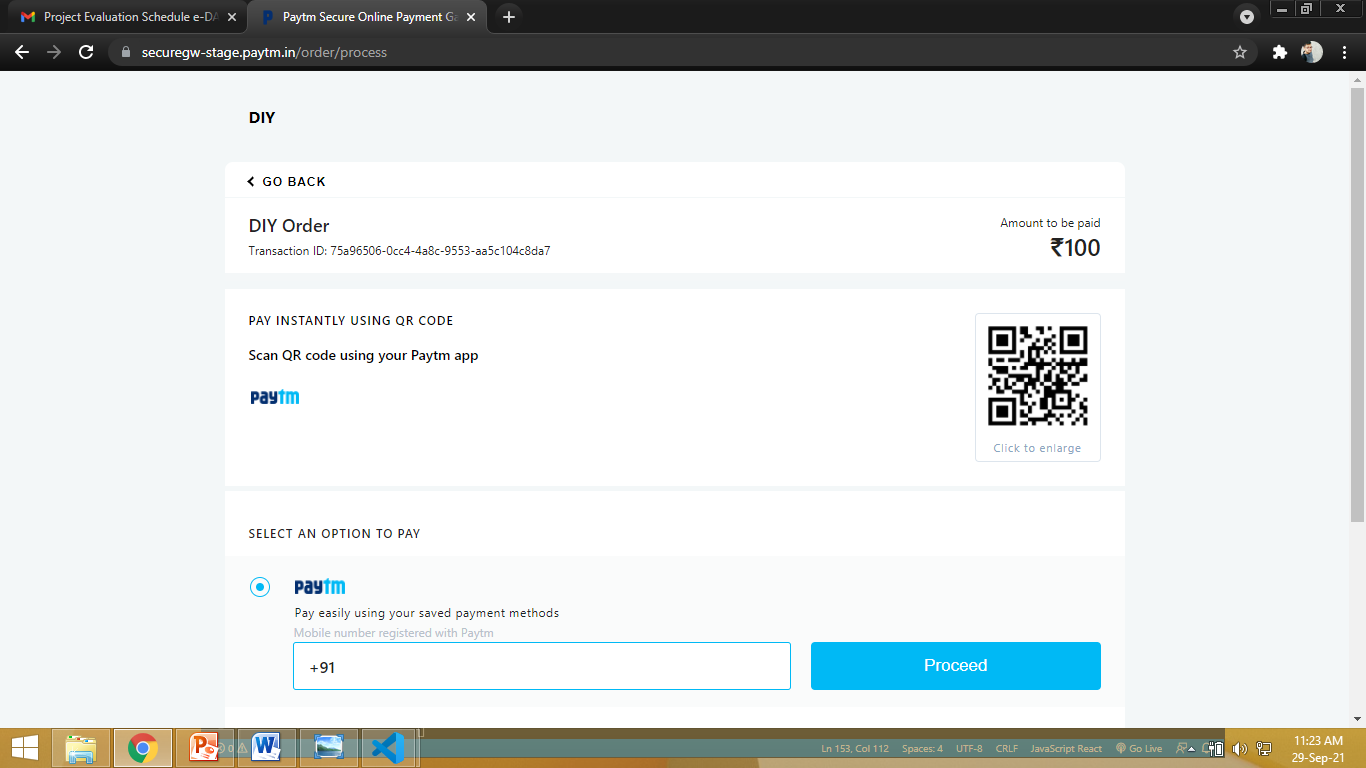 Project Evaluation Schedule e-DA
Paytm Secure Online Payment Ga
securegw-stage.paytm.in/order/process
DIY
GO BACK
DIY Order
Transaction ID: 75a96506-0cc4-4a8c-9553-aa5c104c8da7
Amount to be paid
₹100
PAY INSTANTLY USING QR CODE
Scan QR code using your Paytm app
paytm
Click to enlarge
SELECT AN OPTION TO PAY
paytm
Pay easily using your saved payment methods
Mobile number registered with Paytm
+91
Proceed
0
Ln 153, Col 112 Spaces: 4 UTF-8 CRLF JavaScript React Go Live
11:23 AM
29-Sep-21